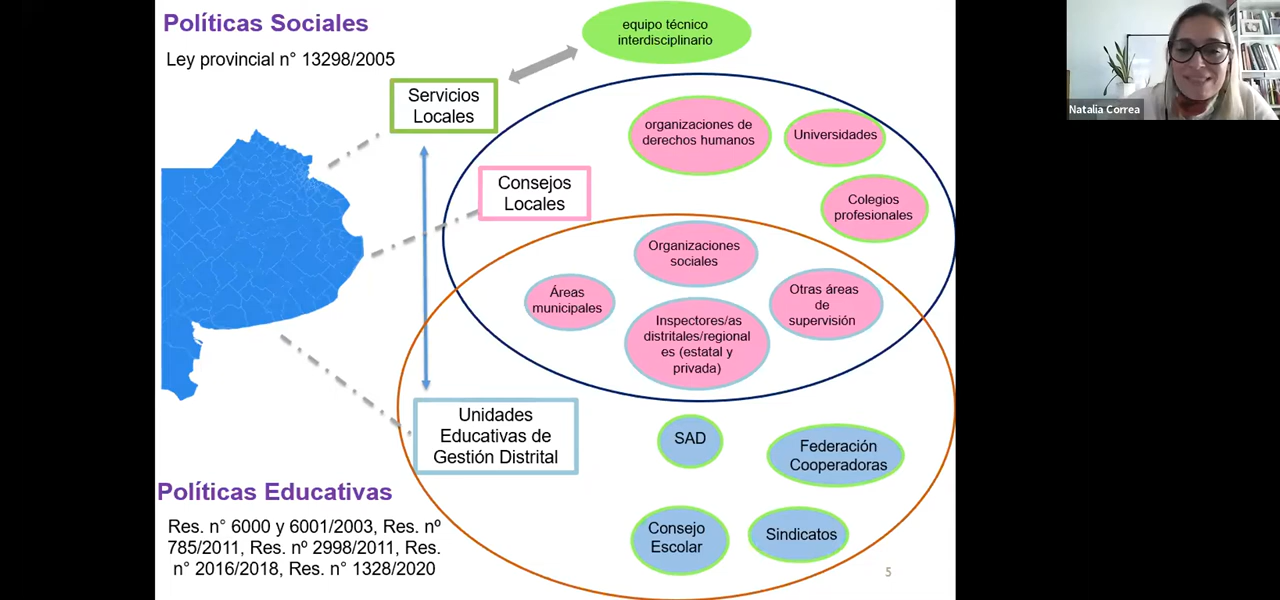 Políticas Sociales
Ley provincial n° 13298/2005
equipo técnico
interdisciplinario
Servicios
Locales
Natalia Correa
organizaciones de
derechos humanos
Universidades
Consejos
Locales
Colegios
profesionales
Organizaciones
sociales
Áreas
municipales
Otras áreas
de
supervisión
Inspectores/as
distritales/regional
es (estatal y
privada)
Unidades
Educativas de
Gestión Distrital
SAD
Federación
Cooperadoras
Políticas Educativas
Res. n° 6000 y 6001/2003, Res. nº
785/2011, Res. nº 2998/2011, Res.
n° 2016/2018, Res. n° 1328/2020
Consejo
Escolar
Sindicatos
5